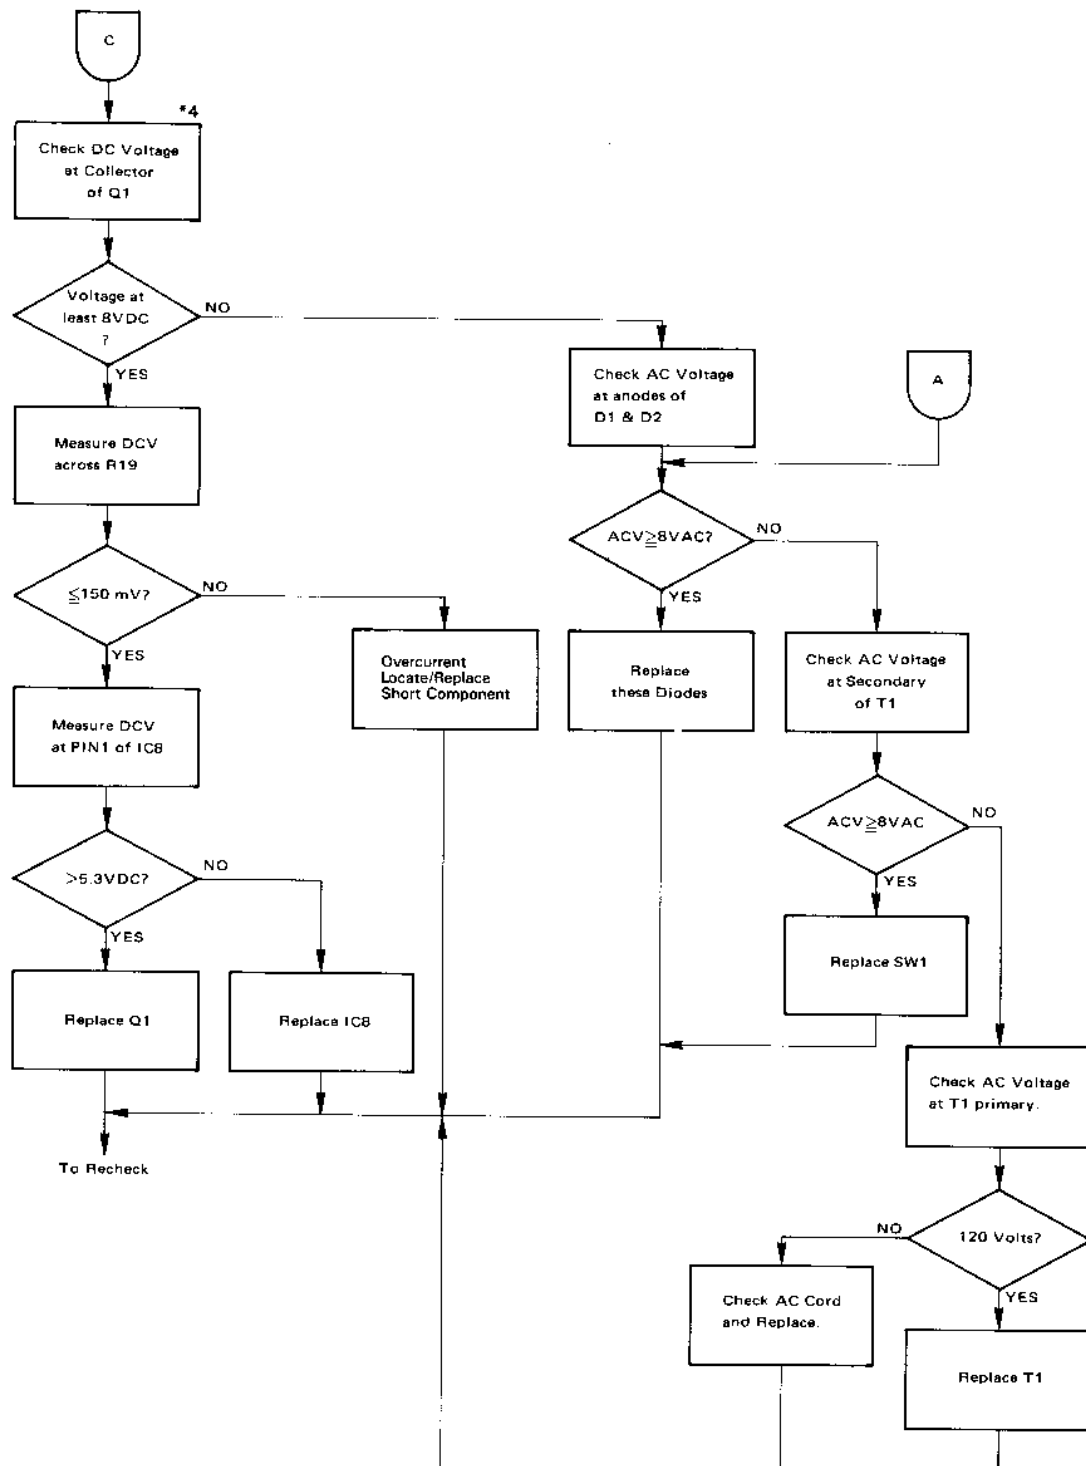 C
*4
Check DC Voltage
at Collector
of Q1
Voltage at
least 8VDC
?
NO
YES
Check AC Voltage
at anodes of
D1 & D2
A
Measure DCV
across R19
ACV≧8VAC?
NO
YES
≦150 mV?
NO
YES
Overcurrent
Locate/Replace
Short Component
Replace
these Diodes
Check AC Voltage
at Secondary
of T1
Measure DCV
at PIN1 of IC8
ACV≧8VAC
NO
YES
>5.3VDC?
NO
YES
Replace SW1
Replace Q1
Replace IC8
Check AC Voltage
at T1 primary.
To Recheck
120 Volts?
NO
YES
Check AC Cord
and Replace.
Replace T1